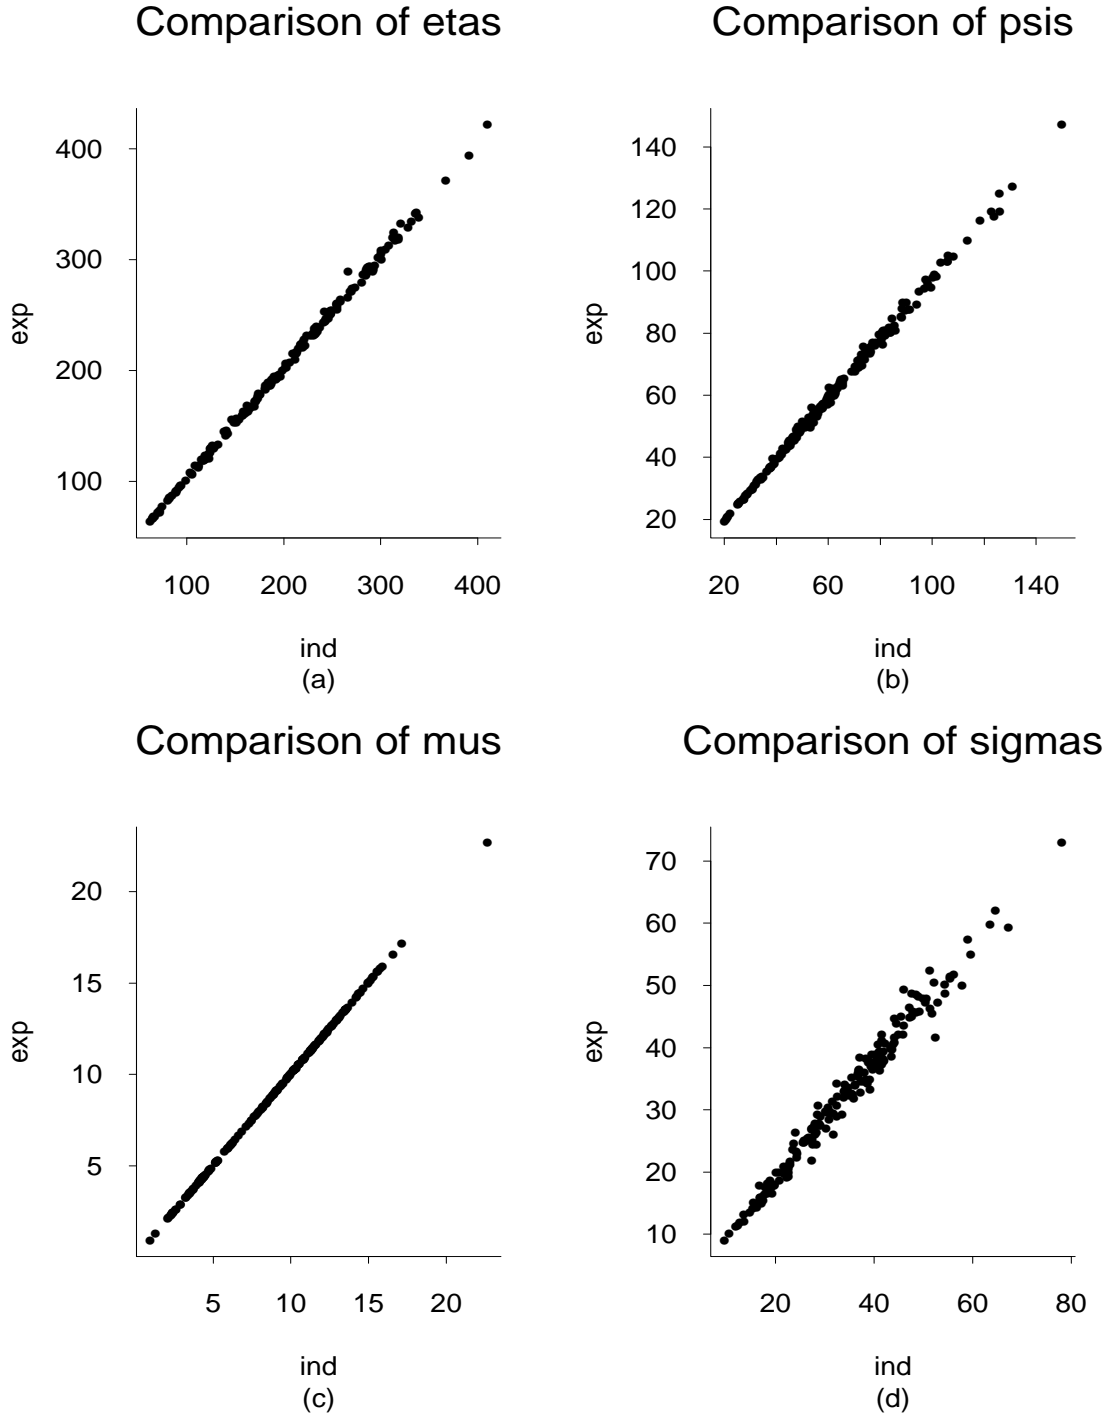 Comparison of etas
exp
400
300
200
100
100 200 300 400
ind
(a)
Comparison of psis
exp
140
120
100
80
60
40
20
20 60 100 140
ind
(b)
Comparison of mus
exp
20
15
10
5
5 10 15 20
ind
(c)
Comparison of sigmas
exp
70
60
50
40
30
20
10
20 40 60 80
ind
(d)